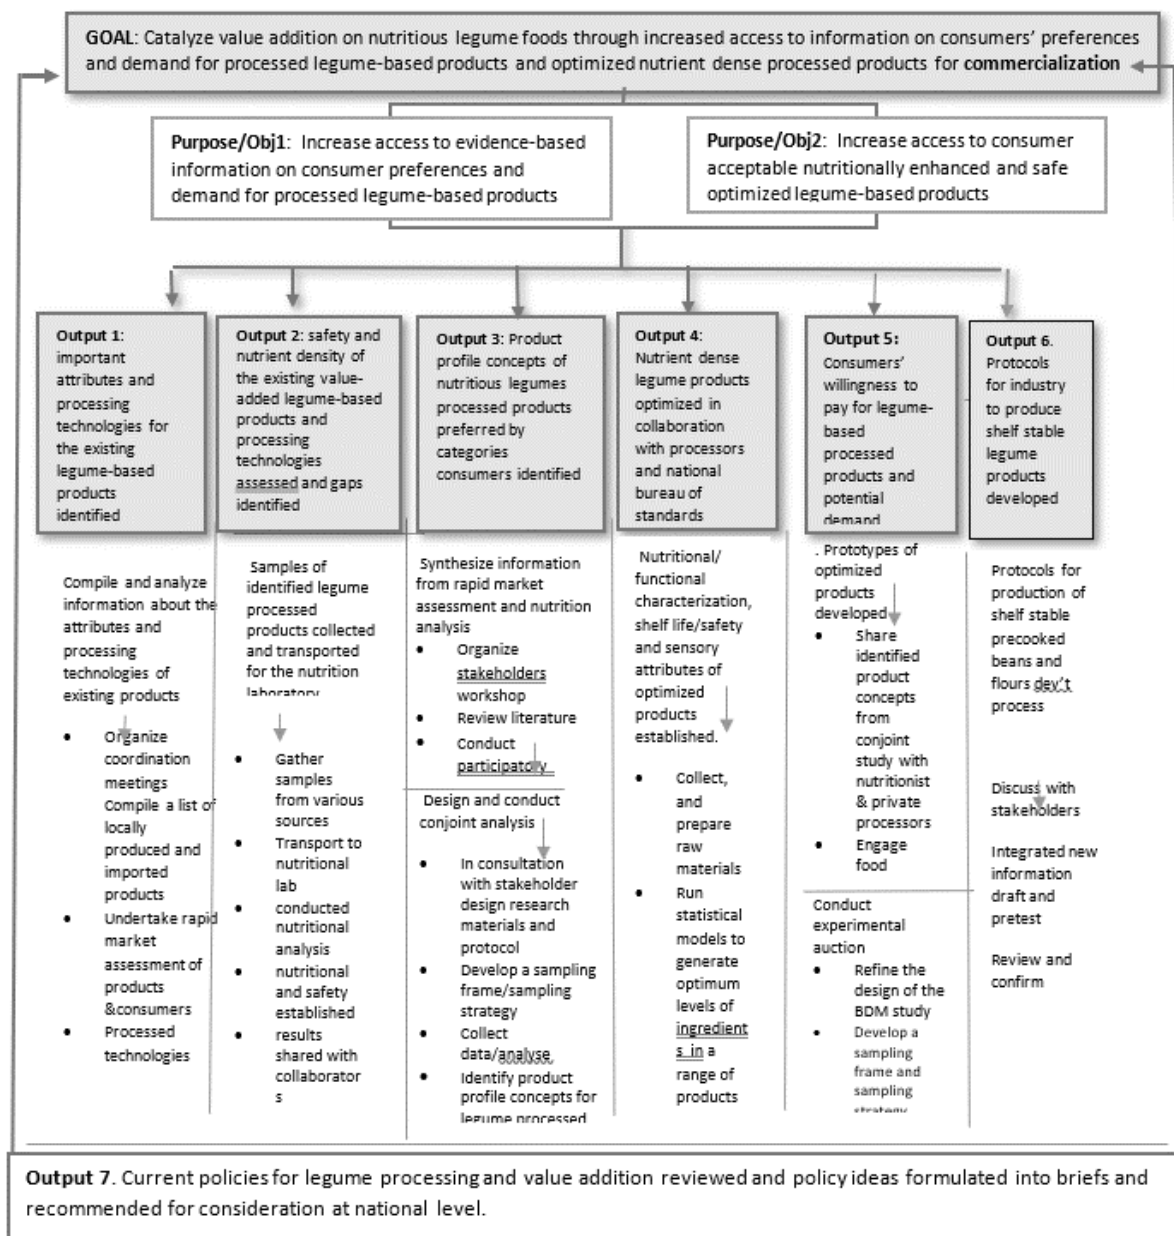 GOAL: Catalyze value addition on nutritious legume foods through increased access to information on consumers' preferences
and demand for processed legume-based products and optimized nutrient dense processed products for commercialization
Purpose/Obj1: Increase access to evidence-based
information on consumer preferences and
demand for processed legume-based products
Purpose/Obj2: Increase access to consumer
acceptable nutritionally enhanced and safe
optimized legume-based products
Output 1:
important
attributes and
processing
technologies for
the existing
legume-based
products
identified
Output 2: safety and
nutrient density of
the existing value-
added legume-based
products and
processing
technologies
assessed and gaps
identified
Output 3: Product
profile concepts of
nutritious legumes
processed products
preferred by
categories
consumers identified
Output 4:
Nutrient dense
legume products
optimized in
collaboration
with processors
and national
bureau of
standards
Output 5:
Consumers'
willingness to
pay for legume-
based
processed
products and
potential
demand
Output 6.
Protocols
for industry
to produce
shelf stable
legume
products
developed
Compile and analyze
information about the
attributes and
processing
technologies of
existing products
• Organize
coordination
meetings
Compile a list of
locally
produced and
imported
products
• Undertake rapid
market
assessment of
products
&consumers
• Processed
technologies
Samples of
identified legume
processed
products collected
and transported
for the nutrition
laboratory
• Gather
samples
from various
sources
• Transport to
nutritional
lab
• conducted
nutritional
analysis
• nutritional
and safety
established
• results
shared with
collaborator
s
Synthesize information
from rapid market
assessment and nutrition
analysis
• Organize
stakeholders
workshop
• Review literature
• Conduct
participatory
Design and conduct
conjoint analysis
• In consultation
with stakeholder
design research
materials and
protocol
• Develop a sampling
frame/sampling
strategy
• Collect
data/analyse
• Identify product
profile concepts for
legume processed
Nutritional/
functional
characterization,
shelf life/safety
and sensory
attributes of
optimized
products
established.
• Collect,
and
prepare
raw
materials
• Run
statistical
models to
generate
optimum
levels of
ingredient
s in a
range of
products
. Prototypes of
optimized
products
developed
• Share
identified
product
concepts
from
conjoint
study with
nutritionist
& private
processors
• Engage
food
Conduct
experimental
auction
• Refine the
design of the
BDM study
• Develop a
sampling
frame and
sampling
strategy
Protocols for
production of
shelf stable
precooked
beans and
flours dev't
process
Discuss with
stakeholders
Integrated new
information
draft and
pretest
Review and
confirm
Output 7. Current policies for legume processing and value addition reviewed and policy ideas formulated into briefs and
recommended for consideration at national level.